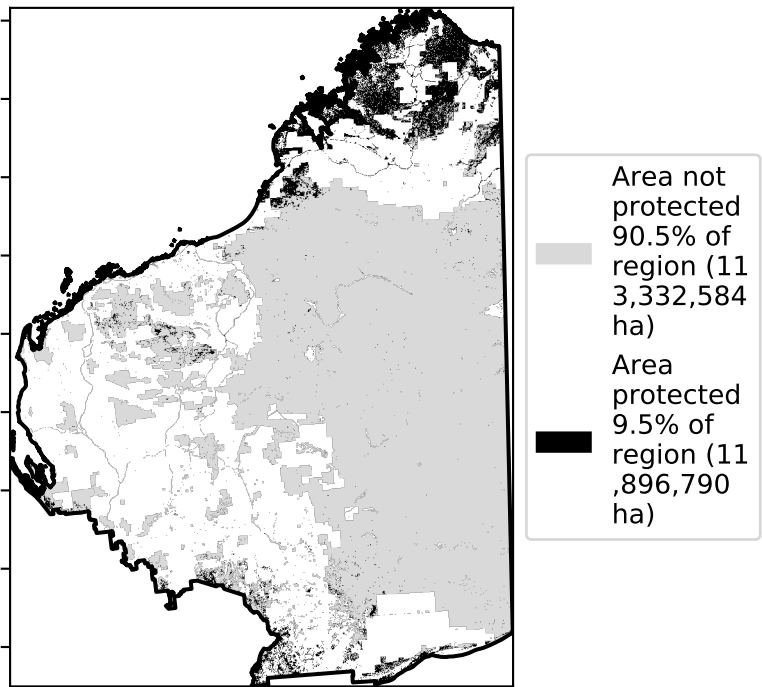 Area not
protected
90.5% of
region (11
3,332,584
ha)
Area
protected
9.5% of
region (11
,896,790
ha)